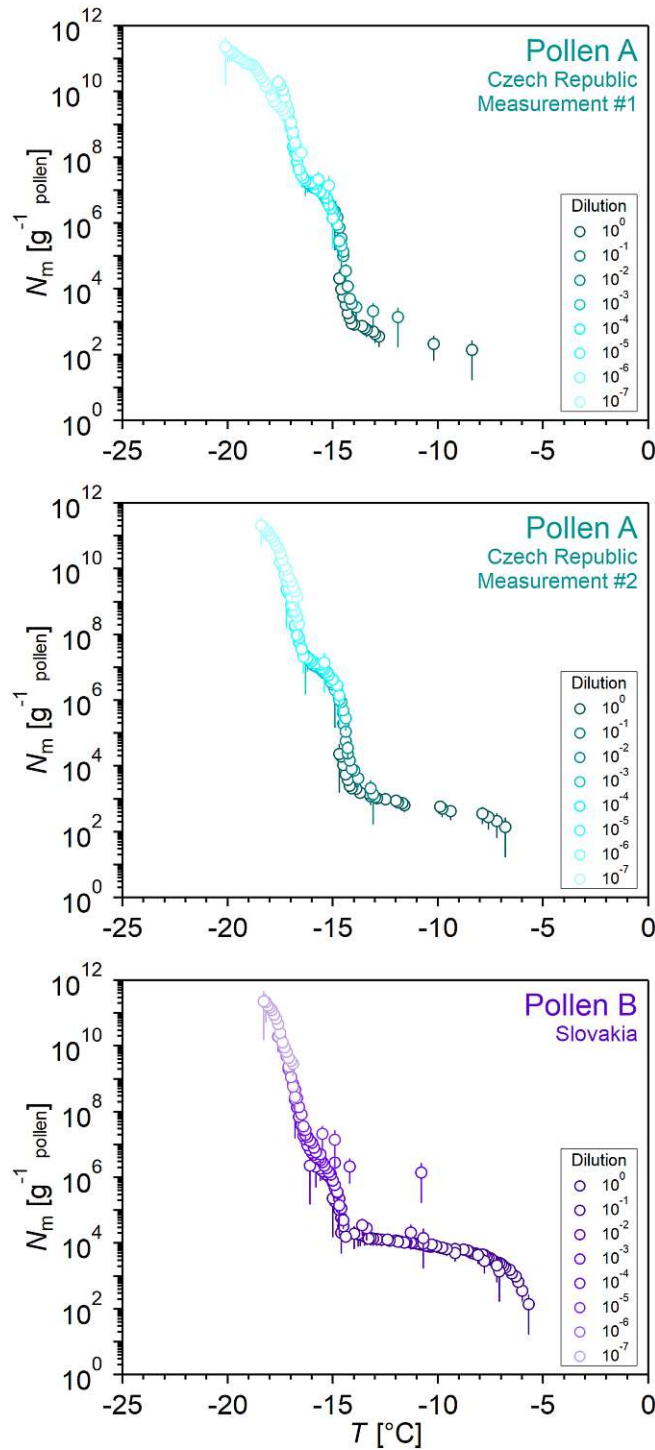 10^12
10^10
10^8
10^6
10^4
10^2
10^0
N_m [g^-1 pollen]
Pollen A
Czech Republic
Measurement #1
Dilution
10^0
10^-1
10^-2
10^-3
10^-4
10^-5
10^-6
10^-7
-25 -20 -15 -10 -5 0
10^12
10^10
10^8
10^6
10^4
10^2
10^0
N_m [g^-1 pollen]
Pollen A
Czech Republic
Measurement #2
Dilution
10^0
10^-1
10^-2
10^-3
10^-4
10^-5
10^-6
10^-7
-25 -20 -15 -10 -5 0
10^12
10^10
10^8
10^6
10^4
10^2
10^0
N_m [g^-1 pollen]
Pollen B
Slovakia
Dilution
10^0
10^-1
10^-2
10^-3
10^-4
10^-5
10^-6
10^-7
-25 -20 -15 -10 -5 0
T [°C]